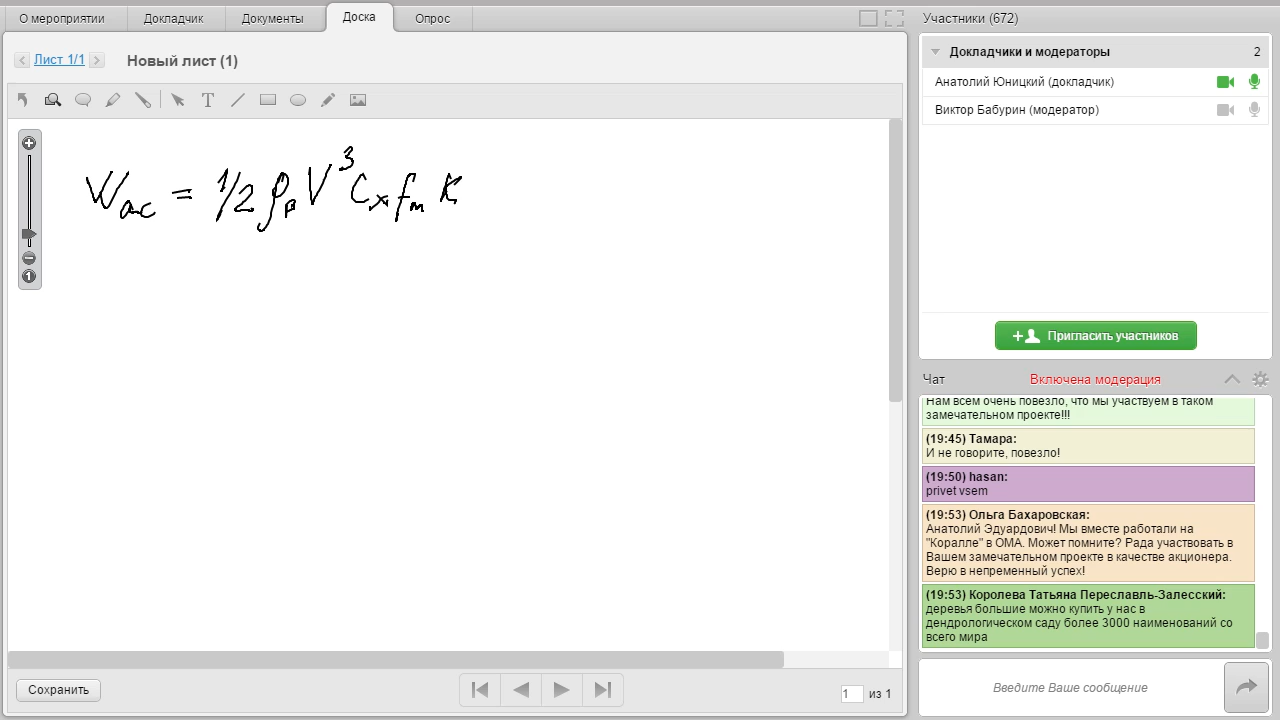 О мероприятии
Докладчик
Документы
Доска
Опрос
Лист 1/1
Новый лист (1)
T
1
W ас = 1/2 ρ в V³ C x f м K
Сохранить
1 из 1
Участники (672)
Докладчики и модераторы 2
Анатолий Юницкий (докладчик)
Виктор Бабурин (модератор)
Пригласить участников
Чат
Включена модерация
Нам всем очень повезло, что мы участвуем в таком
замечательном проекте!!!
(19:45) Тамара:
И не говорите, повезло!
(19:50) hasan:
privet vsem
(19:53) Ольга Бахаровская:
Анатолий Эдуардович! Мы вместе работали на
"Коралле" в ОМА. Может помните? Рада участвовать в
Вашем замечательном проекте в качестве акционера.
Верю в непременный успех!
(19:53) Королева Татьяна Переславль-Залесский:
деревья большие можно купить у нас в
дендрологическом саду более 3000 наименований со
всего мира
Введите Ваше сообщение